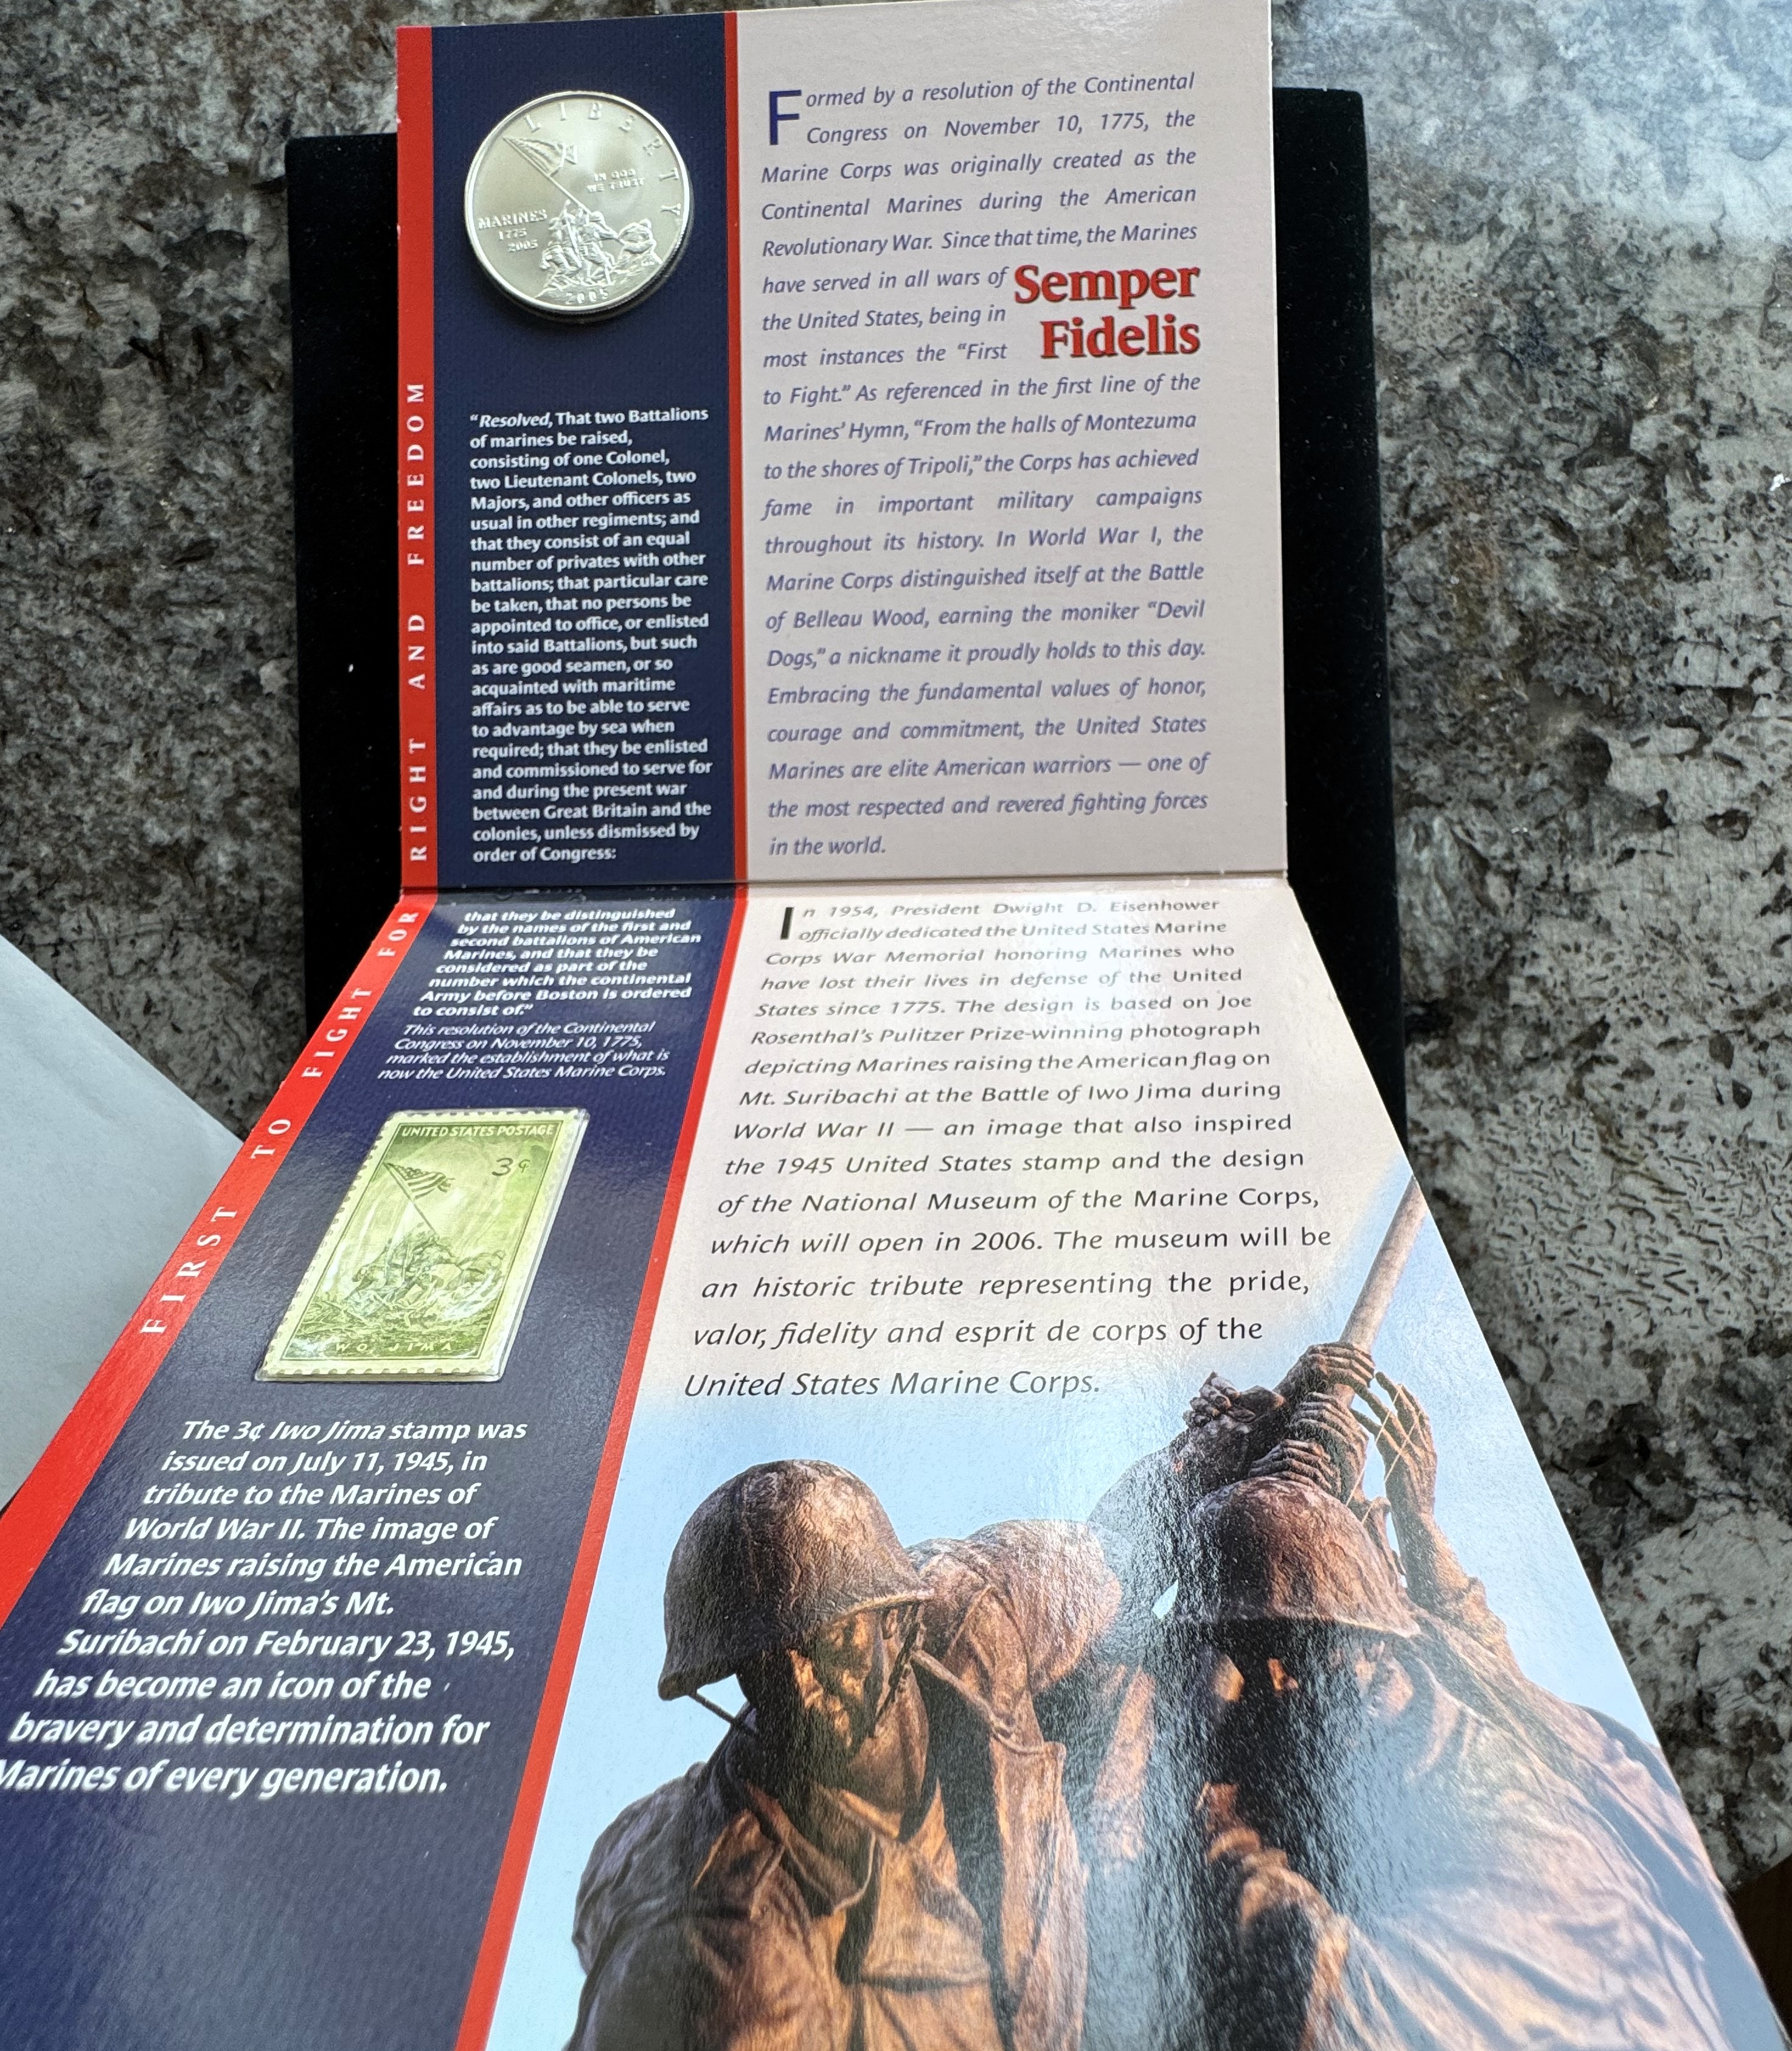 LIBERTY
IN GOD
WE TRUST
MARINES
1775
2005
2005
"Resolved, That two Battalions
of marines be raised,
consisting of one Colonel,
two Lieutenant Colonels, two
Majors, and other officers as
usual in other regiments; and
that they consist of an equal
number of privates with other
battalions; that particular care
be taken, that no persons be
appointed to office, or enlisted
into said Battalions, but such
as are good seamen, or so
acquainted with maritime
affairs as to be able to serve
to advantage by sea when
required; that they be enlisted
and commissioned to serve for
and during the present war
between Great Britain and the
colonies, unless dismissed by
order of Congress:
that they be distinguished
by the names of the first and
second battalions of American
Marines, and that they be
considered as part of the
number which the continental
Army before Boston is ordered
to consist of."
This resolution of the Continental
Congress on November 10, 1775,
marked the establishment of what is
now the United States Marine Corps.
UNITED STATES POSTAGE
3¢
IWO JIMA
The 3¢ Iwo Jima stamp was
issued on July 11, 1945, in
tribute to the Marines of
World War II. The image of
Marines raising the American
flag on Iwo Jima's Mt.
Suribachi on February 23, 1945,
has become an icon of the
bravery and determination for
Marines of every generation.
FIRST TO FIGHT FOR RIGHT AND FREEDOM
Formed by a resolution of the Continental
Congress on November 10, 1775, the
Marine Corps was originally created as the
Continental Marines during the American
Revolutionary War. Since that time, the Marines
have served in all wars of
the United States, being in
most instances the "First
Semper
Fidelis
to Fight." As referenced in the first line of the
Marines' Hymn, "From the halls of Montezuma
to the shores of Tripoli," the Corps has achieved
fame in important military campaigns
throughout its history. In World War I, the
Marine Corps distinguished itself at the Battle
of Belleau Wood, earning the moniker "Devil
Dogs," a nickname it proudly holds to this day.
Embracing the fundamental values of honor,
courage and commitment, the United States
Marines are elite American warriors — one of
the most respected and revered fighting forces
in the world.
In 1954, President Dwight D. Eisenhower
officially dedicated the United States Marine
Corps War Memorial honoring Marines who
have lost their lives in defense of the United
States since 1775. The design is based on Joe
Rosenthal's Pulitzer Prize-winning photograph
depicting Marines raising the American flag on
Mt. Suribachi at the Battle of Iwo Jima during
World War II — an image that also inspired
the 1945 United States stamp and the design
of the National Museum of the Marine Corps,
which will open in 2006. The museum will be
an historic tribute representing the pride,
valor, fidelity and esprit de corps of the
United States Marine Corps.